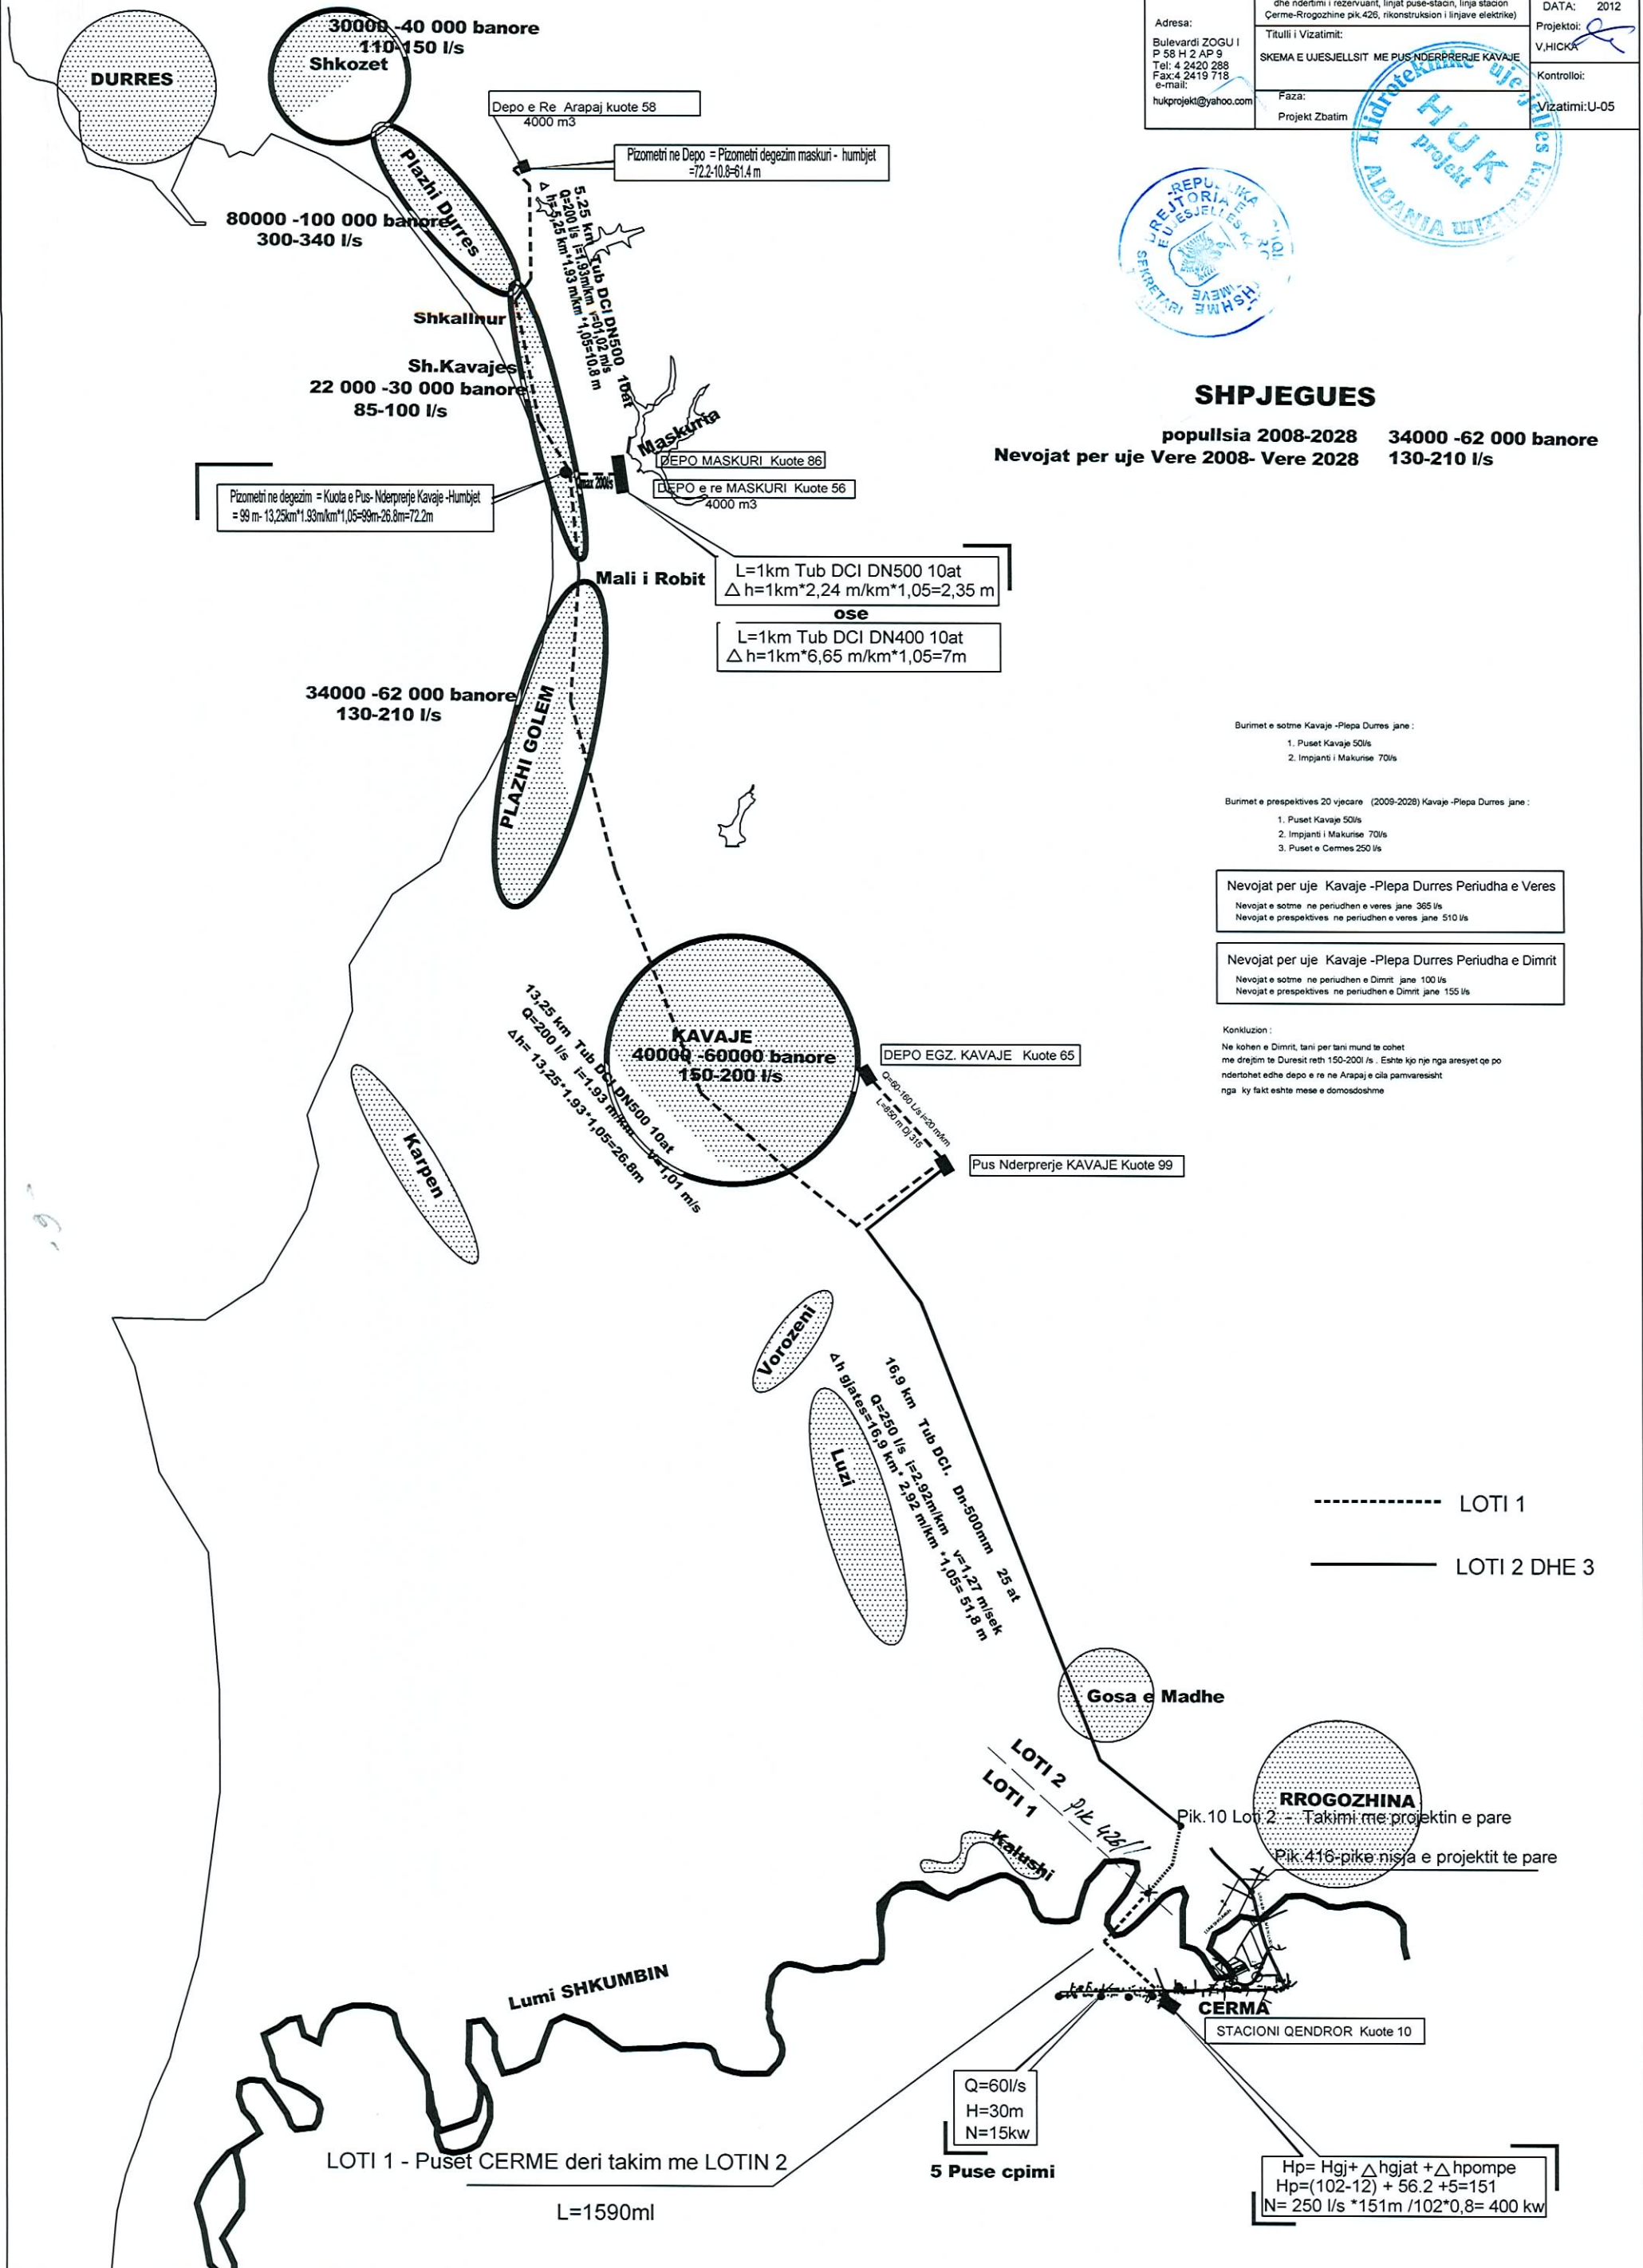 dhe ndertimi i rezervuant, linjat puse-stacin, linja stacion
Çerme-Rrogozhine pik.426, rikonstruksion i linjave elektrike)
DATA: 2012
Adresa:
Bulevardi ZOGU I
P 58 H 2 AP 9
Tel: 4 2420 288
Fax:4 2419 718
e-mail:
hukprojekt@yahoo.com
Titulli i Vizatimit:
SKEMA E UJESJELLSIT ME PUS NDERPRERJE KAVAJE
Faza:
Projekt Zbatim
Projektoi:
V,HICKA
Kontrolloi:
Vizatimi:U-05
Hidroteknike ujesjelles kanalizim
HUK
projekt
ALBANIA
DURRES
30000 -40 000 banore
110-150 l/s
Shkozet
Depo e Re Arapaj kuote 58
4000 m3
Pizometri ne Depo = Pizometri degezim maskuri - humbjet
=72.2-10.8=61.4 m
Plazhi Durres
80000 -100 000 banore
300-340 l/s
5.25 km Tub DCI DN500 10at
Q=200 l/s i=1.93m/km v=01,02 m/s
Δ h= 5,25 km*1.93 m/km *1,05=10.8 m
Shkallnur
Sh.Kavajes
22 000 -30 000 banore
85-100 l/s
Maskuria
DEPO MASKURI Kuote 86
Qmax 200l/s
DEPO e re MASKURI Kuote 56
4000 m3
Pizometri ne degezim = Kuota e Pus- Nderprerje Kavaje -Humbjet
= 99 m- 13,25km*1.93m/km*1,05=99m-26.8m=72.2m
SHPJEGUES
popullsia 2008-2028 34000 -62 000 banore
Nevojat per uje Vere 2008- Vere 2028 130-210 l/s
Mali i Robit
L=1km Tub DCI DN500 10at
Δ h=1km*2,24 m/km*1,05=2,35 m
ose
L=1km Tub DCI DN400 10at
Δ h=1km*6,65 m/km*1,05=7m
34000 -62 000 banore
130-210 l/s
PLAZHI GOLEM
Burimet e sotme Kavaje -Plepa Durres jane :
1. Puset Kavaje 50l/s
2. Impjanti i Makurise 70l/s
Burimet e prespektives 20 vjecare (2009-2028) Kavaje -Plepa Durres jane :
1. Puset Kavaje 50l/s
2. Impjanti i Makurise 70l/s
3. Puset e Cermes 250 l/s
Nevojat per uje Kavaje -Plepa Durres Periudha e Veres
Nevojat e sotme ne periudhen e veres jane 365 l/s
Nevojat e prespektives ne periudhen e veres jane 510 l/s
Nevojat per uje Kavaje -Plepa Durres Periudha e Dimrit
Nevojat e sotme ne periudhen e Dimrit jane 100 l/s
Nevojat e prespektives ne periudhen e Dimrit jane 155 l/s
Konkluzion :
Ne kohen e Dimrit, tani per tani mund te cohet
me drejtim te Duresit reth 150-200l /s . Eshte kjo nje nga aresyet qe po
ndertohet edhe depo e re ne Arapaj e cila pamvaresisht
nga ky fakt eshte mese e domosdoshme
KAVAJE
40000 -60000 banore
150-200 l/s
13,25 km Tub DCI DN500 10at
Q=200 l/s i=1.93 m/km v=1,01 m/s
Δh= 13,25*1.93*1,05=26.8m
DEPO EGZ. KAVAJE Kuote 65
Q=60-160 L/s i=20 m/km
L=650 m Dj 315
Pus Nderprerje KAVAJE Kuote 99
Karpen
Vorozeni
Luzi
16,9 km Tub DCI. Dn-500mm 25 at
Q=250 l/s i=2.92m/km v=1,27 m/sek
Δh gjates=16,9 km* 2,92 m/km *1,05= 51,8 m
LOTI 1
LOTI 2 DHE 3
Gosa e Madhe
LOTI 2
LOTI 1
Pik 426
RROGOZHINA
Pik.10 Loti 2 - Takimi me projektin e pare
Pik.416-pike nisja e projektit te pare
Kalushi
Lumi SHKUMBIN
CERMA
STACIONI QENDROR Kuote 10
Q=60l/s
H=30m
N=15kw
5 Puse cpimi
LOTI 1 - Puset CERME deri takim me LOTIN 2
L=1590ml
Hp= Hgj+ Δ hgjat + Δ hpompe
Hp=(102-12) + 56.2 +5=151
N= 250 l/s *151m /102*0,8= 400 kw